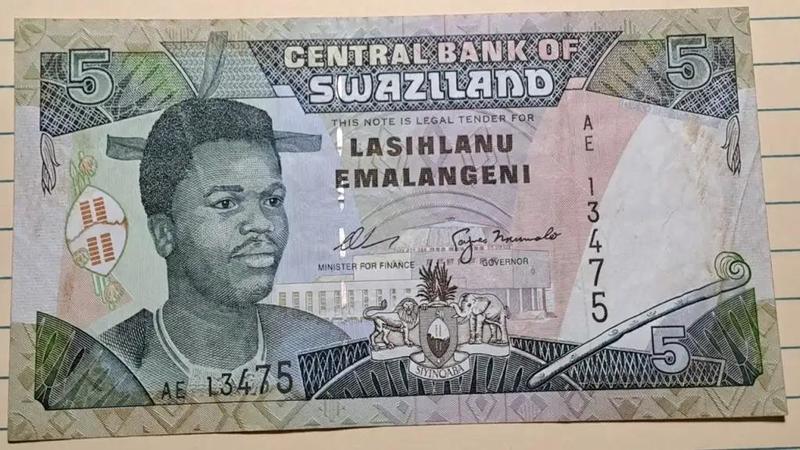 5
CENTRAL BANK OF
SWAZILAND
5
THIS NOTE IS LEGAL TENDER FOR
LASIHLANU
EMALANGENI
AE 13475
MINISTER FOR FINANCE
GOVERNOR
AE 13475
SIYINQABA
5